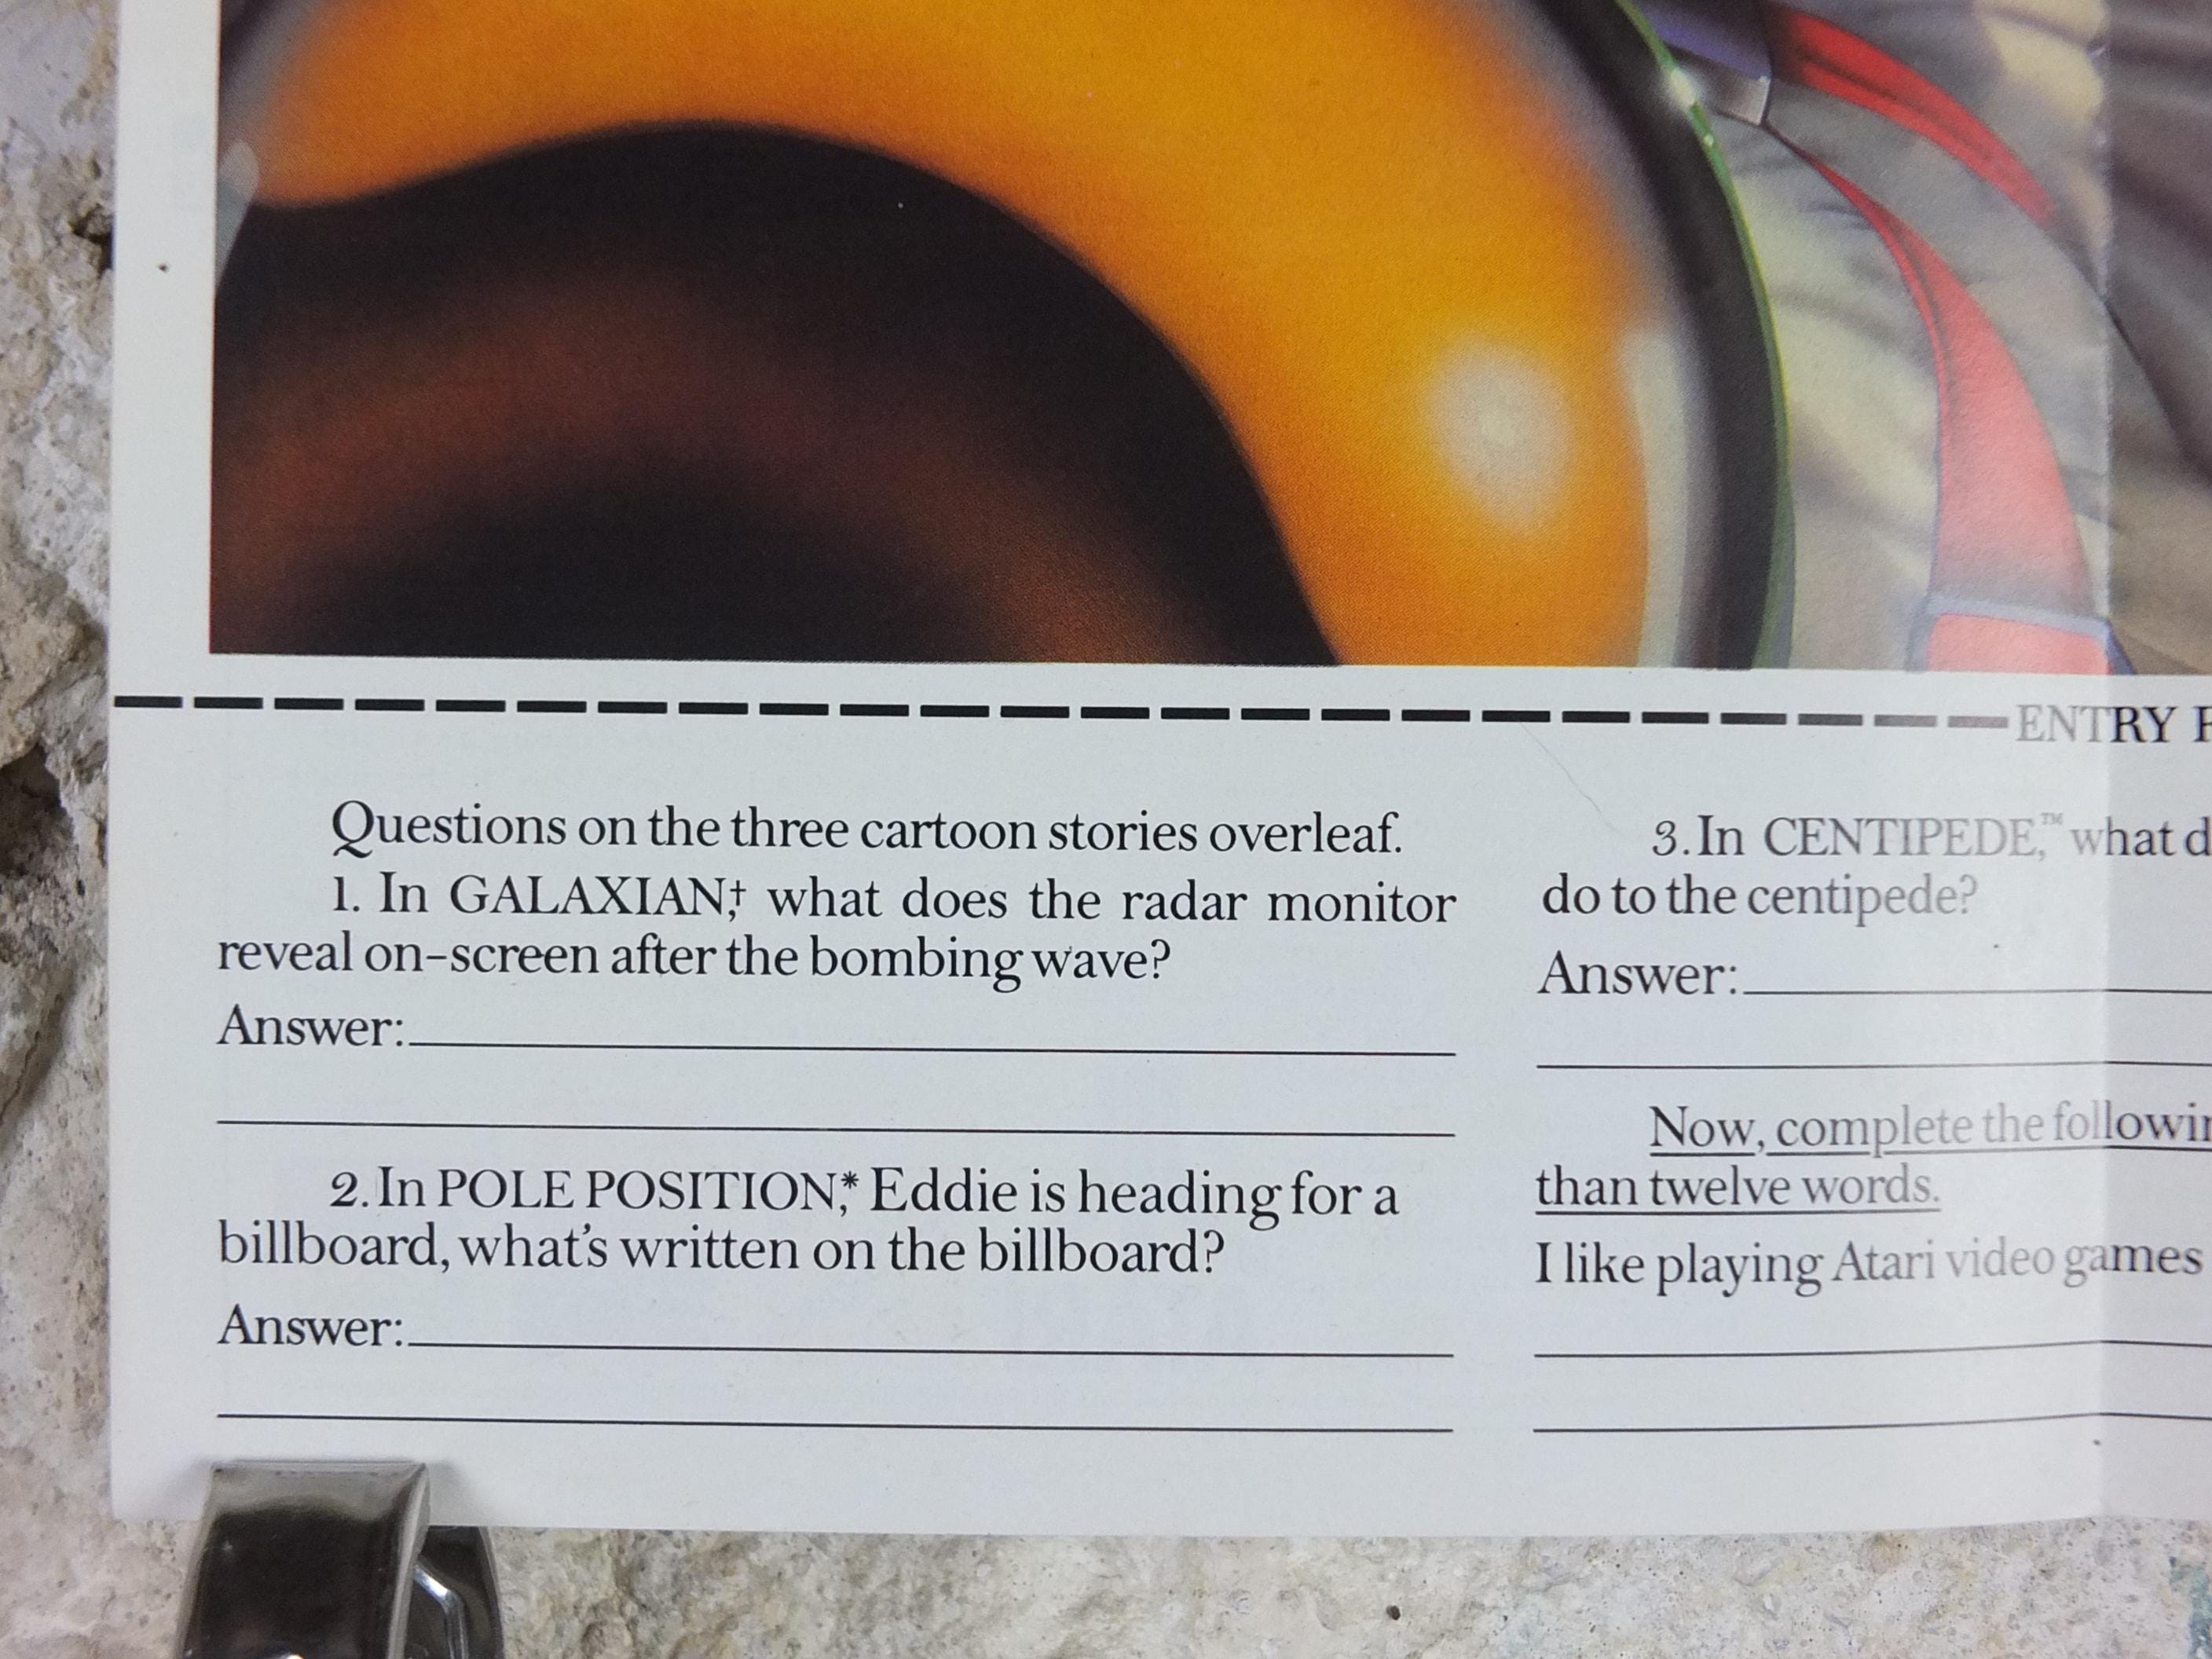 ENTRY
Questions on the three cartoon stories overleaf.
1. In GALAXIAN,† what does the radar monitor
reveal on-screen after the bombing wave?
Answer:
2. In POLE POSITION,* Eddie is heading for a
billboard, what's written on the billboard?
Answer:
3. In CENTIPEDE,™ what
do to the centipede?
Answer:
Now, complete the
than twelve words.
I like playing Atari video games